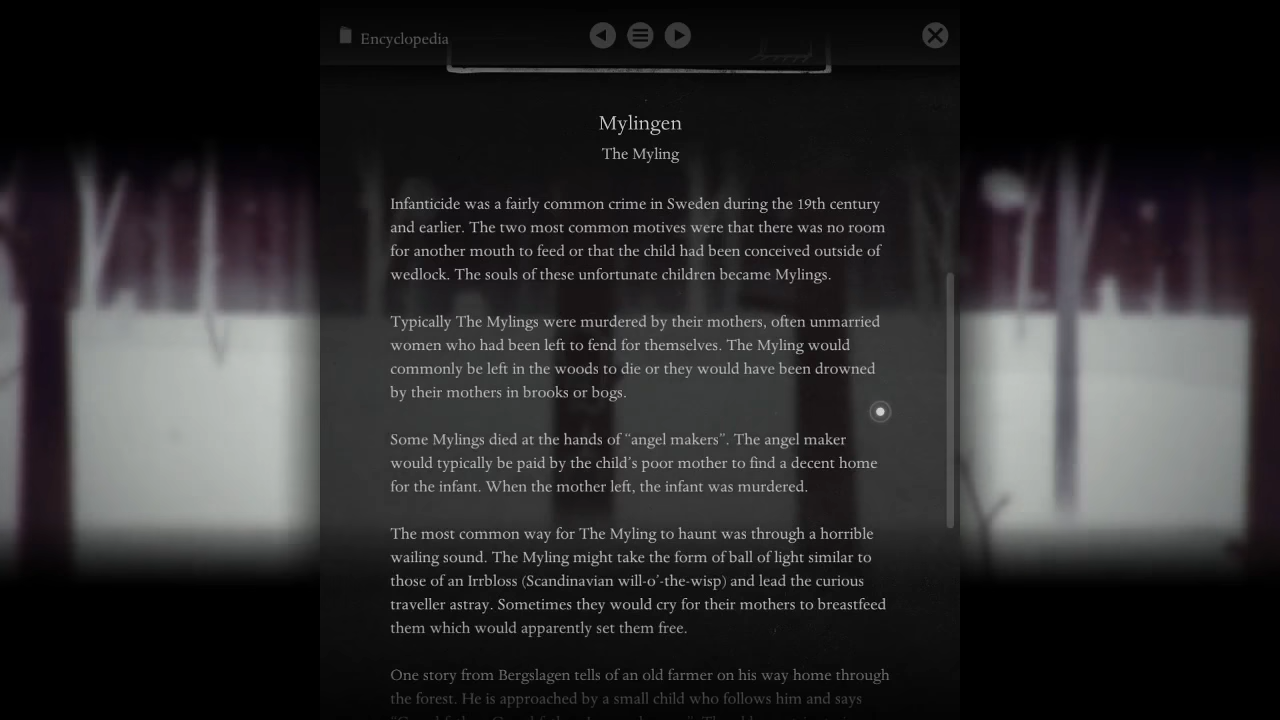 Encyclopedia
Mylingen
The Myling
Infanticide was a fairly common crime in Sweden during the 19th century
and earlier. The two most common motives were that there was no room
for another mouth to feed or that the child had been conceived outside of
wedlock. The souls of these unfortunate children became Mylings.
Typically The Mylings were murdered by their mothers, often unmarried
women who had been left to fend for themselves. The Myling would
commonly be left in the woods to die or they would have been drowned
by their mothers in brooks or bogs.
Some Mylings died at the hands of “angel makers”. The angel maker
would typically be paid by the child’s poor mother to find a decent home
for the infant. When the mother left, the infant was murdered.
The most common way for The Myling to haunt was through a horrible
wailing sound. The Myling might take the form of ball of light similar to
those of an Irrbloss (Scandinavian will-o’-the-wisp) and lead the curious
traveller astray. Sometimes they would cry for their mothers to breastfeed
them which would apparently set them free.
One story from Bergslagen tells of an old farmer on his way home through
the forest. He is approached by a small child who follows him and says